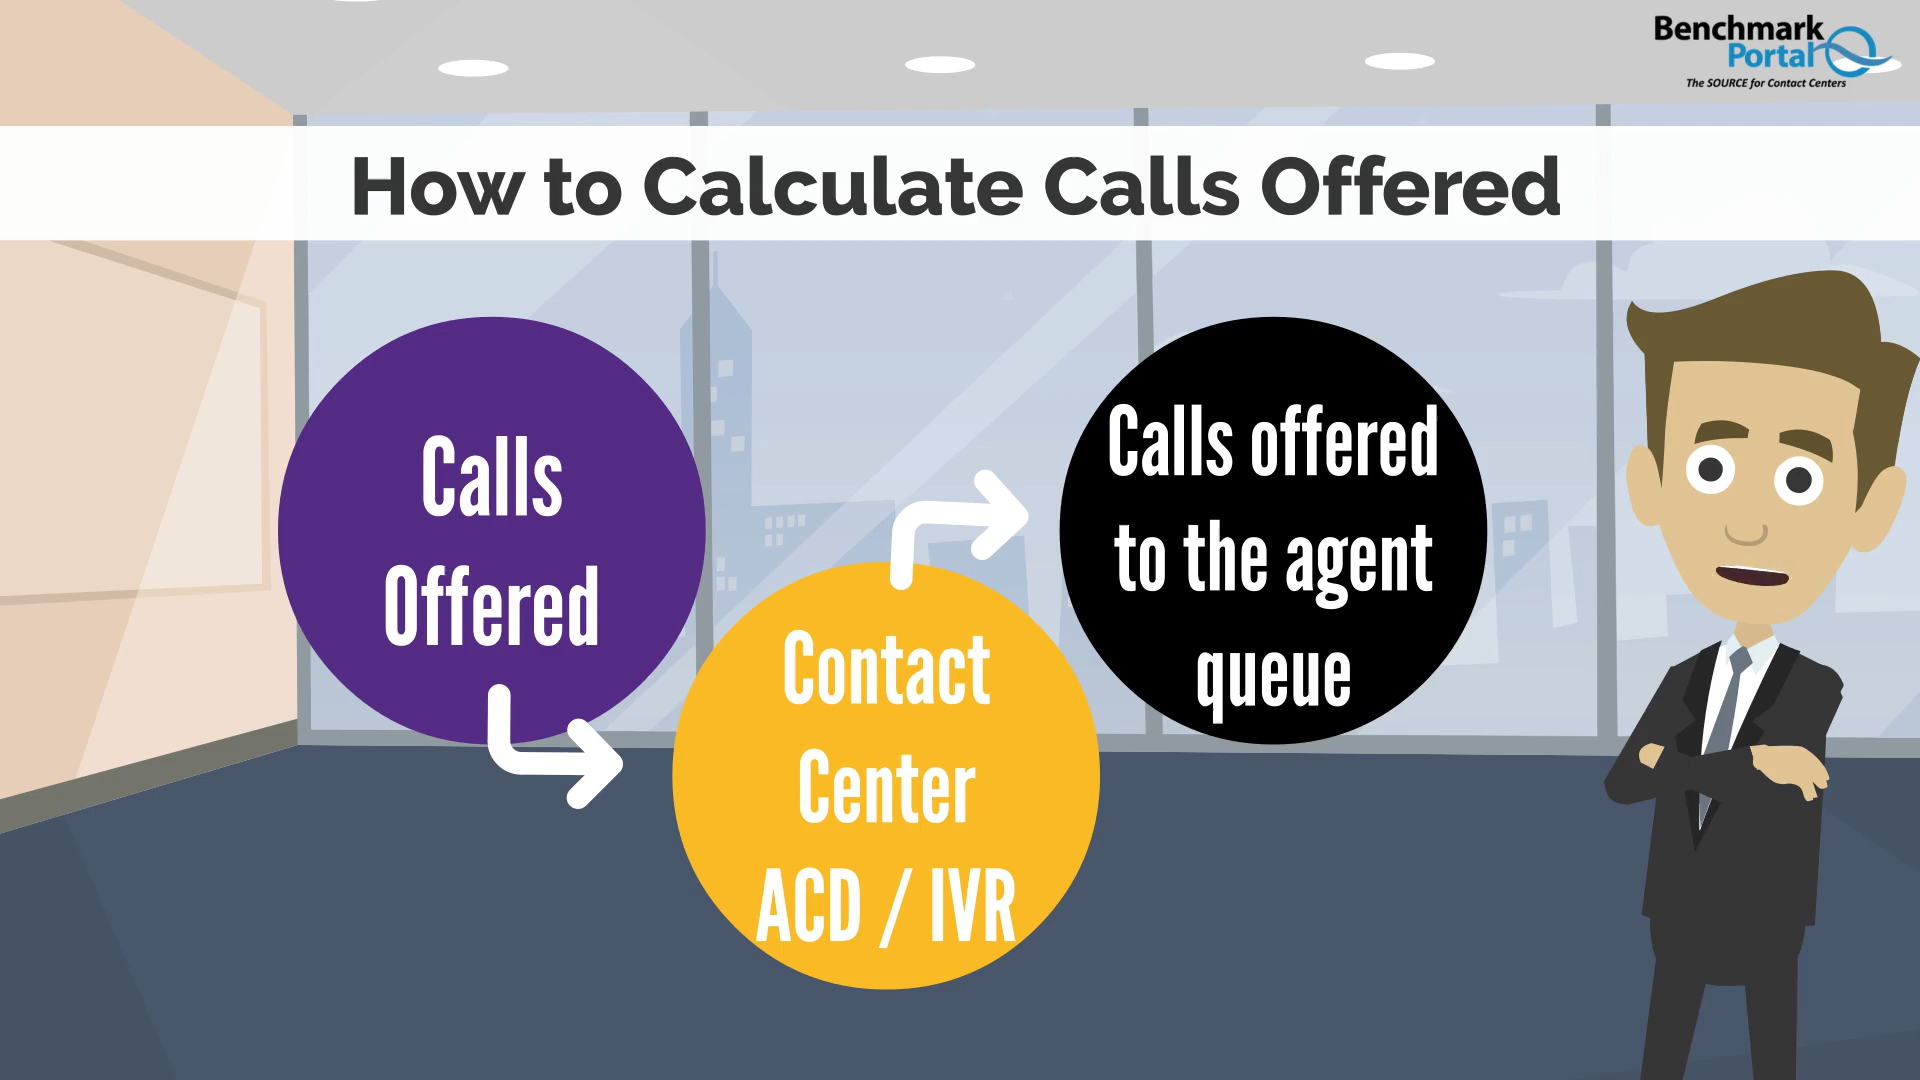 Benchmark
Portal
The SOURCE for Contact Centers
How to Calculate Calls Offered
Calls
Offered
Contact
Center
ACD / IVR
Calls offered
to the agent
queue